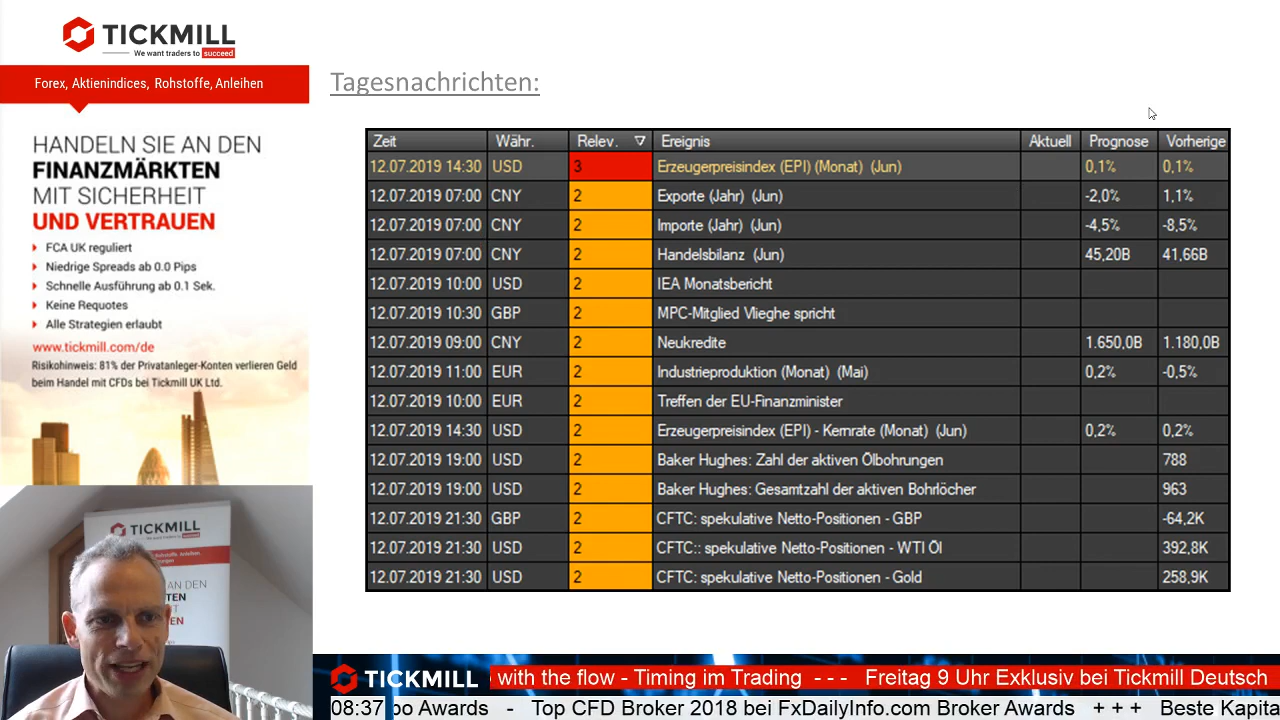 TICKMILL
We want traders to succeed
Forex, Aktienindices, Rohstoffe, Anleihen
HANDELN SIE AN DEN
FINANZMÄRKTEN
MIT SICHERHEIT
UND VERTRAUEN
FCA UK reguliert
Niedrige Spreads ab 0.0 Pips
Schnelle Ausführung ab 0.1 Sek.
Keine Requotes
Alle Strategien erlaubt
www.tickmill.com/de
Risikohinweis: 81% der Privatanleger-Konten verlieren Geld
beim Handel mit CFDs bei Tickmill UK Ltd.
Tagesnachrichten:
Zeit Währ. Relev. Ereignis Aktuell Prognose Vorherige
12.07.2019 14:30 USD 3 Erzeugerpreisindex (EPI) (Monat) (Jun) 0,1% 0,1%
12.07.2019 07:00 CNY 2 Exporte (Jahr) (Jun) -2,0% 1,1%
12.07.2019 07:00 CNY 2 Importe (Jahr) (Jun) -4,5% -8,5%
12.07.2019 07:00 CNY 2 Handelsbilanz (Jun) 45,20B 41,66B
12.07.2019 10:00 USD 2 IEA Monatsbericht
12.07.2019 10:30 GBP 2 MPC-Mitglied Vlieghe spricht
12.07.2019 09:00 CNY 2 Neukredite 1.650,0B 1.180,0B
12.07.2019 11:00 EUR 2 Industrieproduktion (Monat) (Mai) 0,2% -0,5%
12.07.2019 10:00 EUR 2 Treffen der EU-Finanzminister
12.07.2019 14:30 USD 2 Erzeugerpreisindex (EPI) - Kernrate (Monat) (Jun) 0,2% 0,2%
12.07.2019 19:00 USD 2 Baker Hughes: Zahl der aktiven Ölbohrungen 788
12.07.2019 19:00 USD 2 Baker Hughes: Gesamtzahl der aktiven Bohrlöcher 963
12.07.2019 21:30 GBP 2 CFTC: spekulative Netto-Positionen - GBP -64,2K
12.07.2019 21:30 USD 2 CFTC:: spekulative Netto-Positionen - WTI Öl 392,8K
12.07.2019 21:30 USD 2 CFTC: spekulative Netto-Positionen - Gold 258,9K
TICKMILL
TICKMILL with the flow - Timing im Trading - - - Freitag 9 Uhr Exklusiv bei Tickmill Deutsch
08:37 bo Awards - Top CFD Broker 2018 bei FxDailyInfo.com Broker Awards + + + Beste Kapita